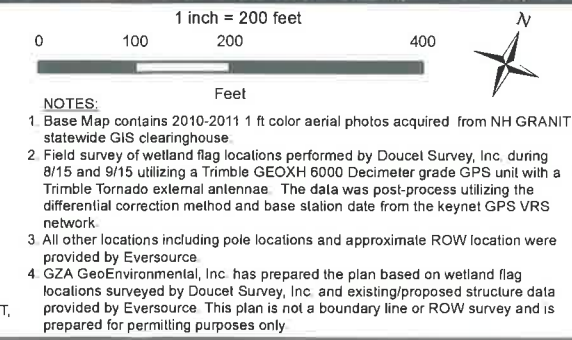 1 inch = 200 feet
N
0 100 200 400
Feet
NOTES:
1. Base Map contains 2010-2011 1 ft color aerial photos acquired from NH GRANIT
statewide GIS clearinghouse
2. Field survey of wetland flag locations performed by Doucet Survey, Inc. during
8/15 and 9/15 utilizing a Trimble GEOXH 6000 Decimeter grade GPS unit with a
Trimble Tornado external antennae. The data was post-process utilizing the
differential correction method and base station date from the keynet GPS VRS
network.
3. All other locations including pole locations and approximate ROW location were
provided by Eversource.
4. GZA GeoEnvironmental, Inc. has prepared the plan based on wetland flag
locations surveyed by Doucet Survey, Inc. and existing/proposed structure data
T, provided by Eversource. This plan is not a boundary line or ROW survey and is
prepared for permitting purposes only.